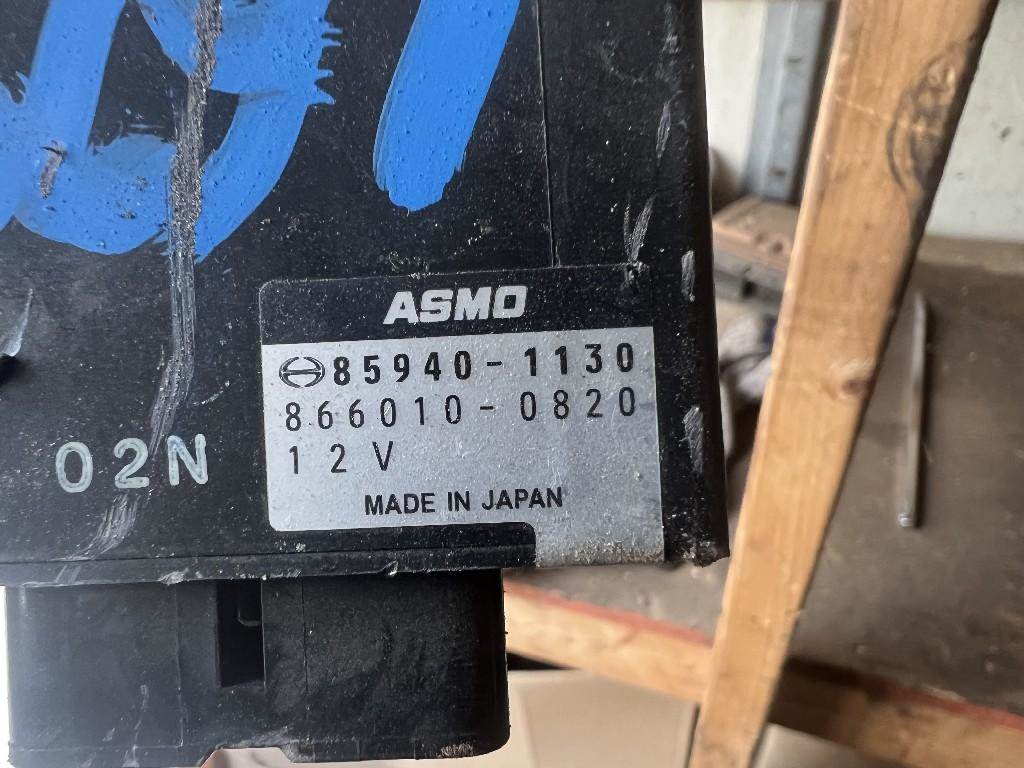 ASMO
85940-1130
866010-0820
12V
MADE IN JAPAN
02N